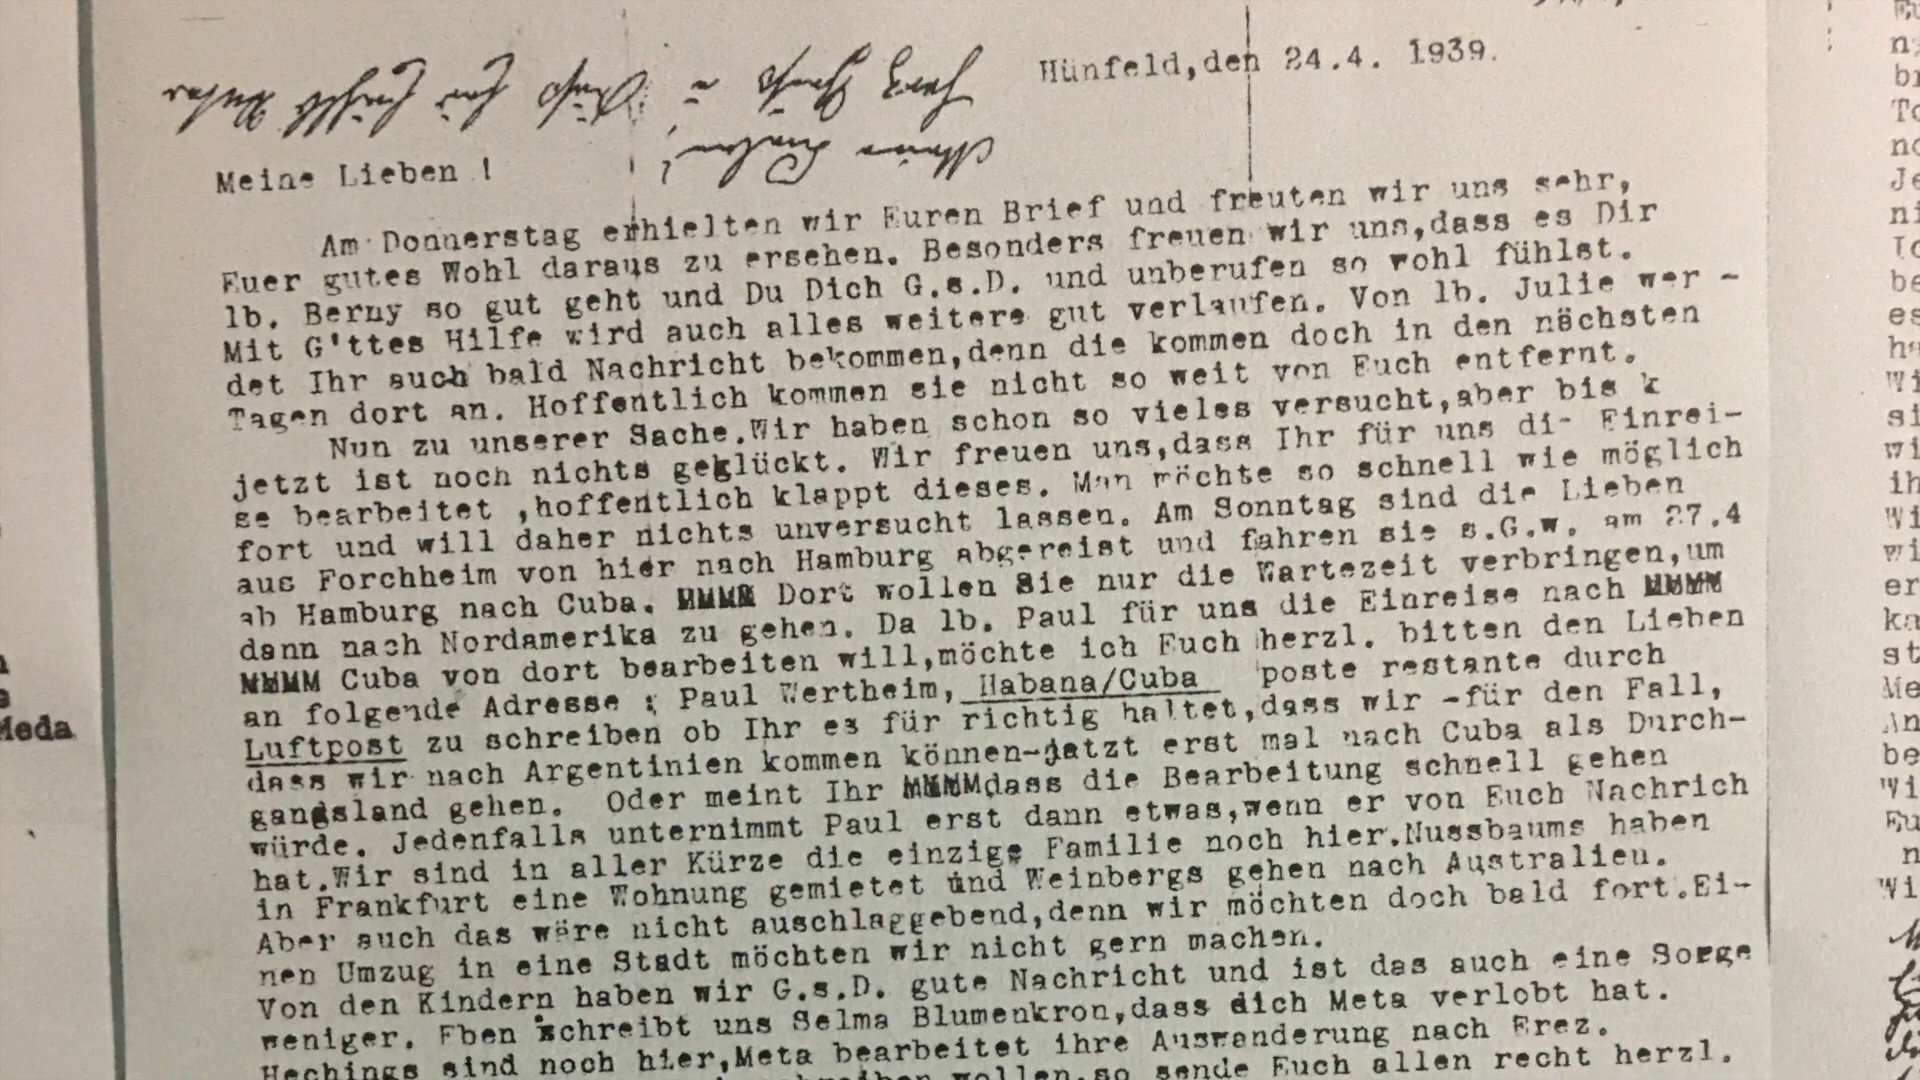 Hünfeld,den 24.4. 1939.
Meine Lieben !
Meine Lieben !
Am Donnerstag erhielten wir Euren Brief und freuten wir uns sehr,
Euer gutes Wohl daraus zu ersehen. Besonders freuen wir uns,dass es Dir
lb. Berny so gut geht und Du Dich G.s.D. und unberufen so wohl fühlst.
Mit G'ttes Hilfe wird auch alles weitere gut verlaufen. Von lb. Julie wer -
det Ihr auch bald Nachricht bekommen,denn die kommen doch in den nächsten
Tagen dort an. Hoffentlich kommen sie nicht so weit von Euch entfernt.
Nun zu unserer Sache.Wir haben schon so vieles versucht,aber bis k
jetzt ist noch nichts geglückt. Wir freuen uns,dass Ihr für uns die Einrei-
se bearbeitet ,hoffentlich klappt dieses. Man möchte so schnell wie möglich
fort und will daher nichts unversucht lassen. Am Sonntag sind die Lieben
aus Forchheim von hier nach Hamburg abgereist und fahren sie s.G.w. am 27.4
ab Hamburg nach Cuba. MMMM Dort wollen Sie nur die Wartezeit verbringen,um
dann nach Nordamerika zu gehen. Da lb. Paul für uns die Einreise nach MMMM
MMMM Cuba von dort bearbeiten will,möchte ich Euch herzl. bitten den Lieben
an folgende Adresse : Paul Wertheim, Habana/Cuba poste restante durch
Luftpost zu schreiben ob Ihr es für richtig haltet,dass wir -für den Fall,
dass wir nach Argentinien kommen können-jatzt erst mal nach Cuba als Durch-
gangsland gehen. Oder meint Ihr MMMMdass die Bearbeitung schnell gehen
würde. Jedenfalls unternimmt Paul erst dann etwas,wenn er von Euch Nachrich
hat.Wir sind in aller Kürze die einzige Familie noch hier.Nussbaums haben
in Frankfurt eine Wohnung gemietet und Weinbergs gehen nach Australien.
Aber auch das wäre nicht auschlaggebend,denn wir möchten doch bald fort.Ei-
nen Umzug in eine Stadt möchten wir nicht gern machen.
Von den Kindern haben wir G.s.D. gute Nachricht und ist das auch eine Sorge
weniger. Eben schreibt uns Selma Blumenkron,dass dich Meta verlobt hat.
Hechings sind noch hier,Meta bearbeitet ihre Auswanderung nach Erez.
wollen,so sende Euch allen recht herzl.
Meda